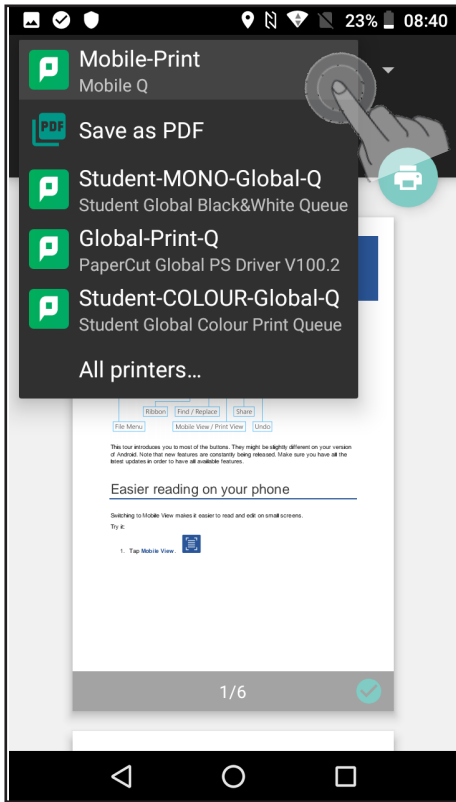 23% 08:40
Mobile-Print
Mobile Q
PDF
Save as PDF
Student-MONO-Global-Q
Student Global Black&White Queue
Global-Print-Q
PaperCut Global PS Driver V100.2
Student-COLOUR-Global-Q
Student Global Colour Print Queue
All printers...
Ribbon Find / Replace Share
File Menu Mobile View / Print View Undo
This tour introduces you to most of the buttons. They might be slightly different on your version
of Android. Note that new features are constantly being released. Make sure you have all the
latest updates in order to have all available features.
Easier reading on your phone
Switching to Mobile View makes it easier to read and edit on small screens.
Try it:
1. Tap Mobile View.
1/6